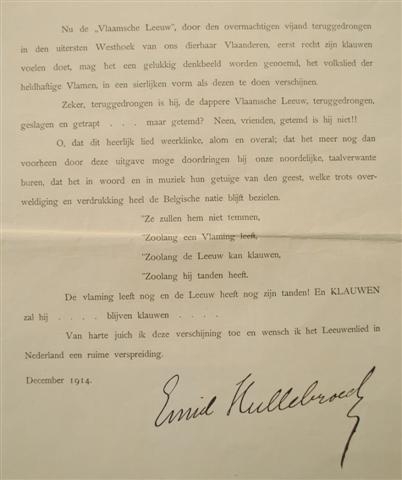 Nu de „Vlaamsche Leeuw", door den overmachtigen vijand teruggedrongen
in den uitersten Westhoek van ons dierbaar Vlaanderen, eerst recht zijn klauwen
voelen doet, mag het een gelukkig denkbeeld worden genoemd, het volkslied der
heldhaftige Vlamen, in een sierlijken vorm als dezen te doen verschijnen.
Zeker, teruggedrongen is hij, de dappere Vlaamsche Leeuw, teruggedrongen,
geslagen en getrapt . . . maar getemd? Neen, vrienden, getemd is hij niet!!
O, dat dit heerlijk lied weerklinke, alom en overal; dat het meer nog dan
voorheen door deze uitgave moge doordringen bij onze noordelijke, taalverwante
buren, dat het in woord en in muziek hun getuige van den geest, welke trots over-
weldiging en verdrukking heel de Belgische natie blijft bezielen.
"Ze zullen hem niet temmen,
"Zoolang een Vlaming leeft,
"Zoolang de Leeuw kan klauwen,
"Zoolang hij tanden heeft.
De vlaming leeft nog en de Leeuw heeft nog zijn tanden! En KLAUWEN
zal hij . . . . blijven klauwen . . . .
Van harte juich ik deze verschijning toe en wensch ik het Leeuwenlied in
Nederland een ruime verspreiding.
December 1914.
Emiel Hullebroeck